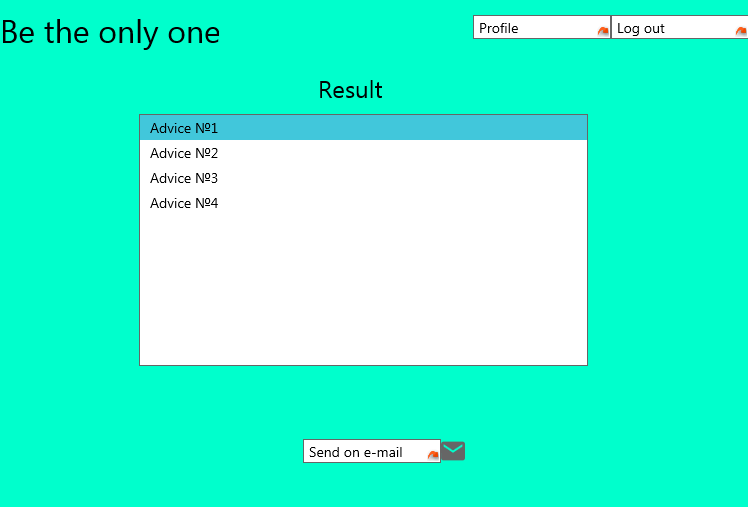 Be the only one
Profile
Log out
Result
Advice №1
Advice №2
Advice №3
Advice №4
Send on e-mail